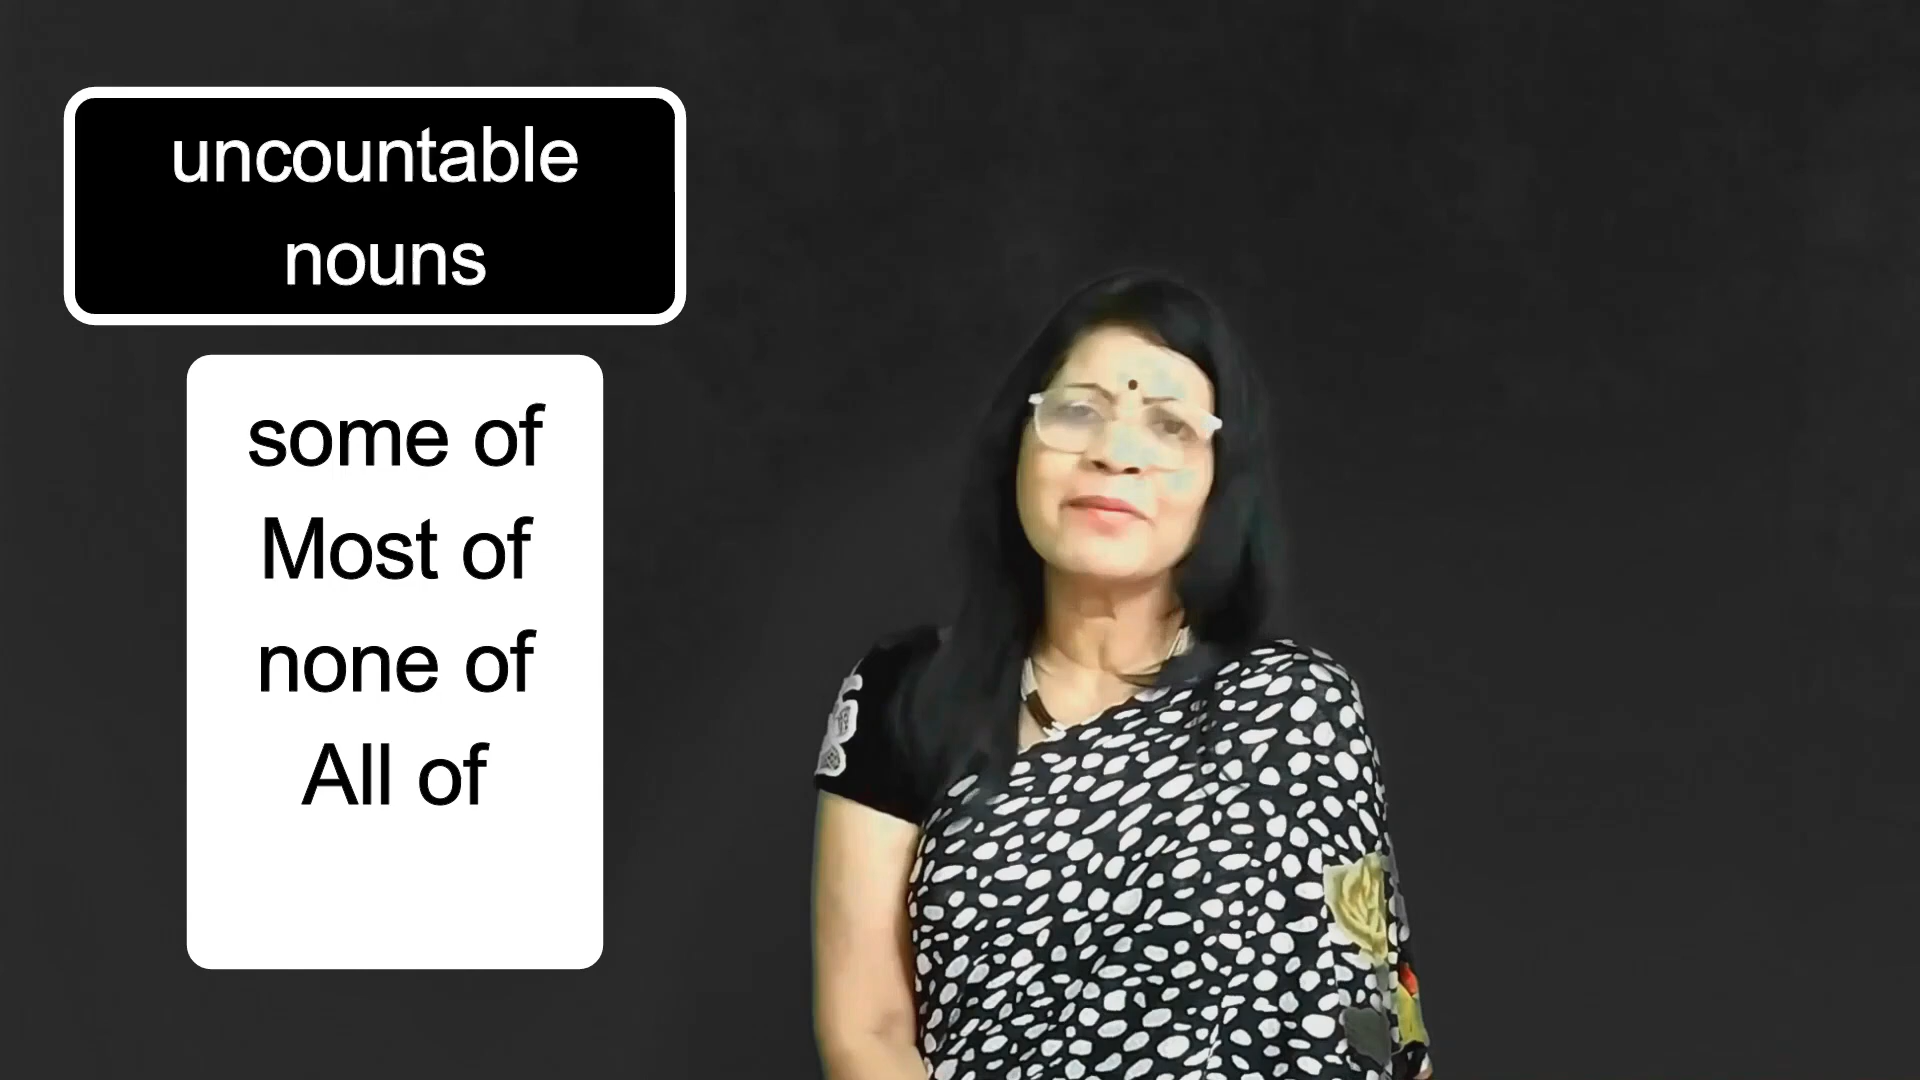 uncountable
nouns
some of
Most of
none of
All of